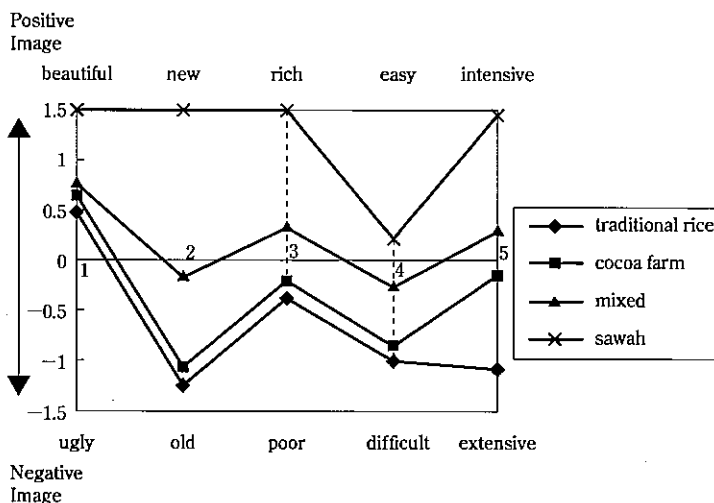 Positive
Image
beautiful new rich easy intensive
1.5
1
0.5
0
−0.5
−1
−1.5
1 2 3 4 5
traditional rice
cocoa farm
mixed
sawah
ugly old poor difficult extensive
Negative
Image